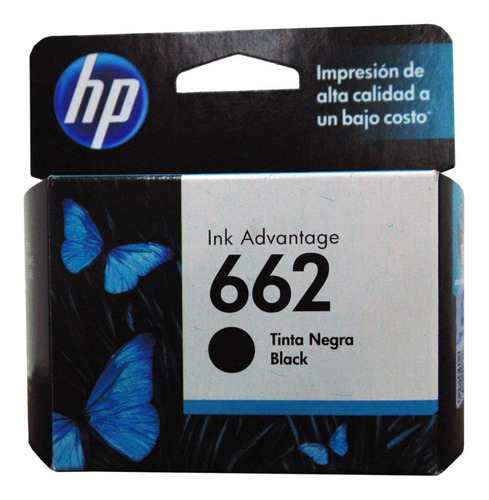 hp
Impresión de
alta calidad a
un bajo costo*
Ink Advantage
662
Tinta Negra
Black